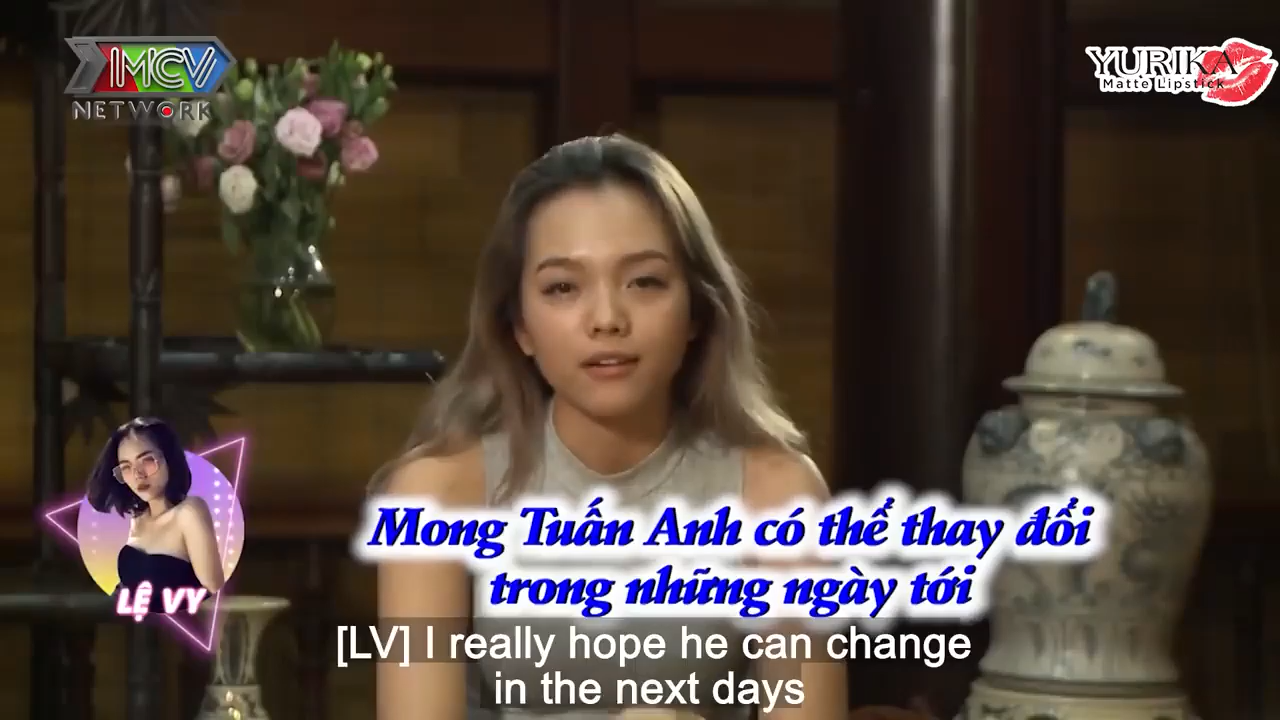 MCV
NETWORK
YURIKA
Matte Lipstick
LỆ VY
Mong Tuấn Anh có thể thay đổi
trong những ngày tới
[LV] I really hope he can change
in the next days